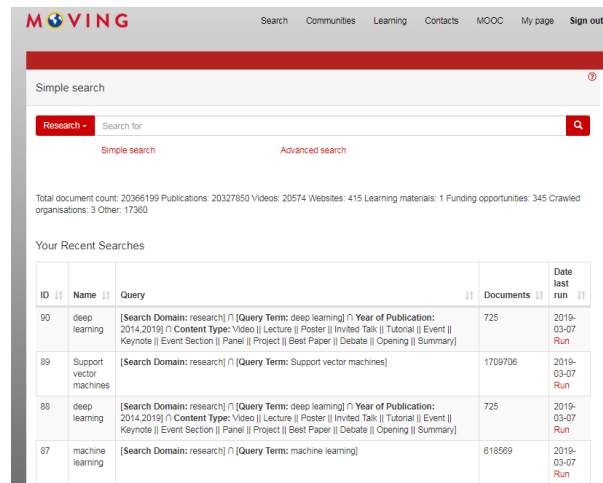 MOVING
Search Communities Learning Contacts MOOC My page Sign out
Simple search
Research Search for
Simple search Advanced search
Total document count: 20366199 Publications: 20327850 Videos: 20574 Websites: 415 Learning materials: 1 Funding opportunities: 345 Crawled
organisations: 3 Other: 17360
Your Recent Searches
ID Name Query Documents Date last run
90 deep learning [Search Domain: research] ∩ [Query Term: deep learning] ∩ Year of Publication:
2014,2019] ∩ Content Type: Video || Lecture || Poster || Invited Talk || Tutorial || Event ||
Keynote || Event Section || Panel || Project || Best Paper || Debate || Opening || Summary]
725 2019-03-07 Run
89 Support vector machines [Search Domain: research] ∩ [Query Term: Support vector machines] 1709706 2019-03-07 Run
88 deep learning [Search Domain: research] ∩ [Query Term: deep learning] ∩ Year of Publication:
2014,2019] ∩ Content Type: Video || Lecture || Poster || Invited Talk || Tutorial || Event ||
Keynote || Event Section || Panel || Project || Best Paper || Debate || Opening || Summary]
725 2019-03-07 Run
87 machine learning [Search Domain: research] ∩ [Query Term: machine learning] 618569 2019-03-07 Run